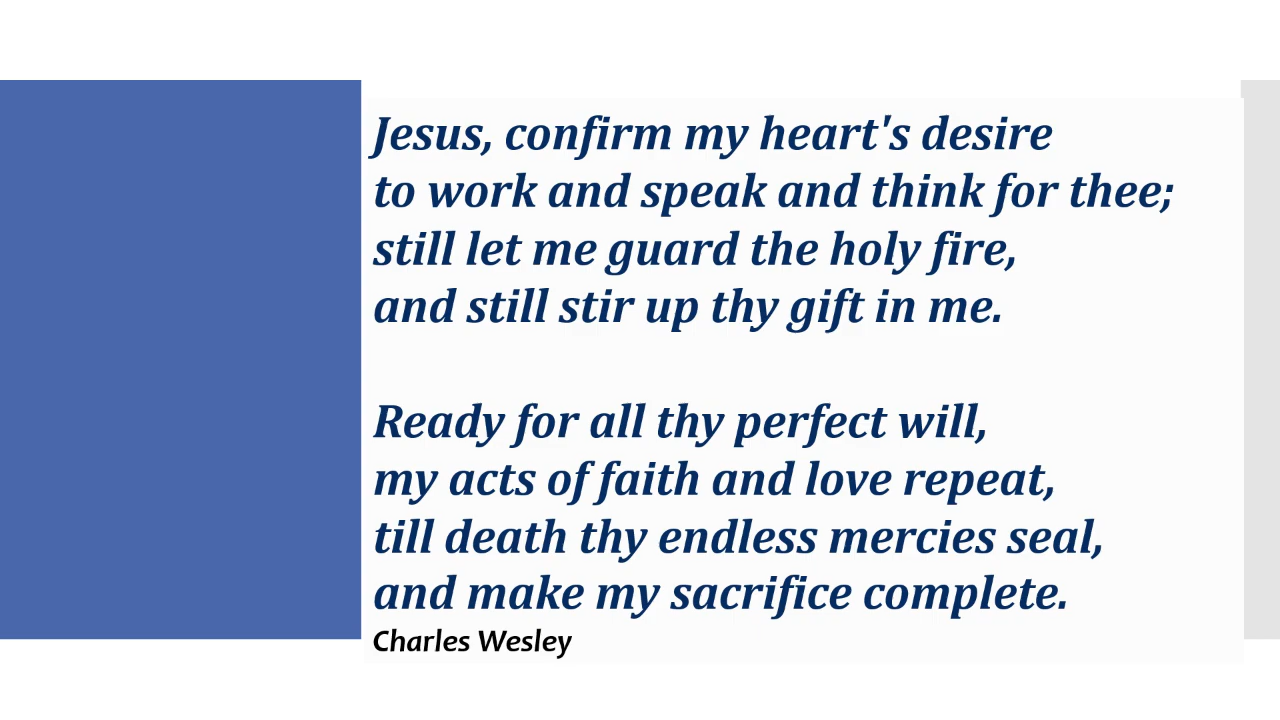 Jesus, confirm my heart's desire
to work and speak and think for thee;
still let me guard the holy fire,
and still stir up thy gift in me.
Ready for all thy perfect will,
my acts of faith and love repeat,
till death thy endless mercies seal,
and make my sacrifice complete.
Charles Wesley